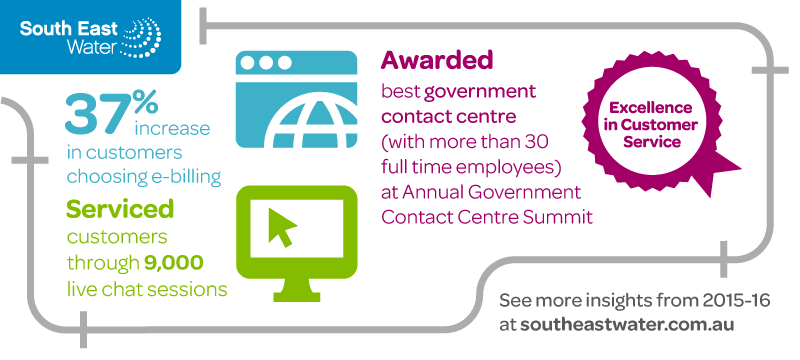 South East
Water
37%
increase
in customers
choosing e-billing
Serviced
customers
through 9,000
live chat sessions
Awarded
best government
contact centre
(with more than 30
full time employees)
at Annual Government
Contact Centre Summit
Excellence
in Customer
Service
See more insights from 2015-16
at southeastwater.com.au